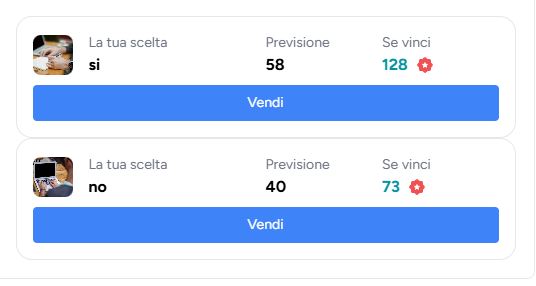 La tua scelta Previsione Se vinci
si 58 128
Vendi
La tua scelta Previsione Se vinci
no 40 73
Vendi